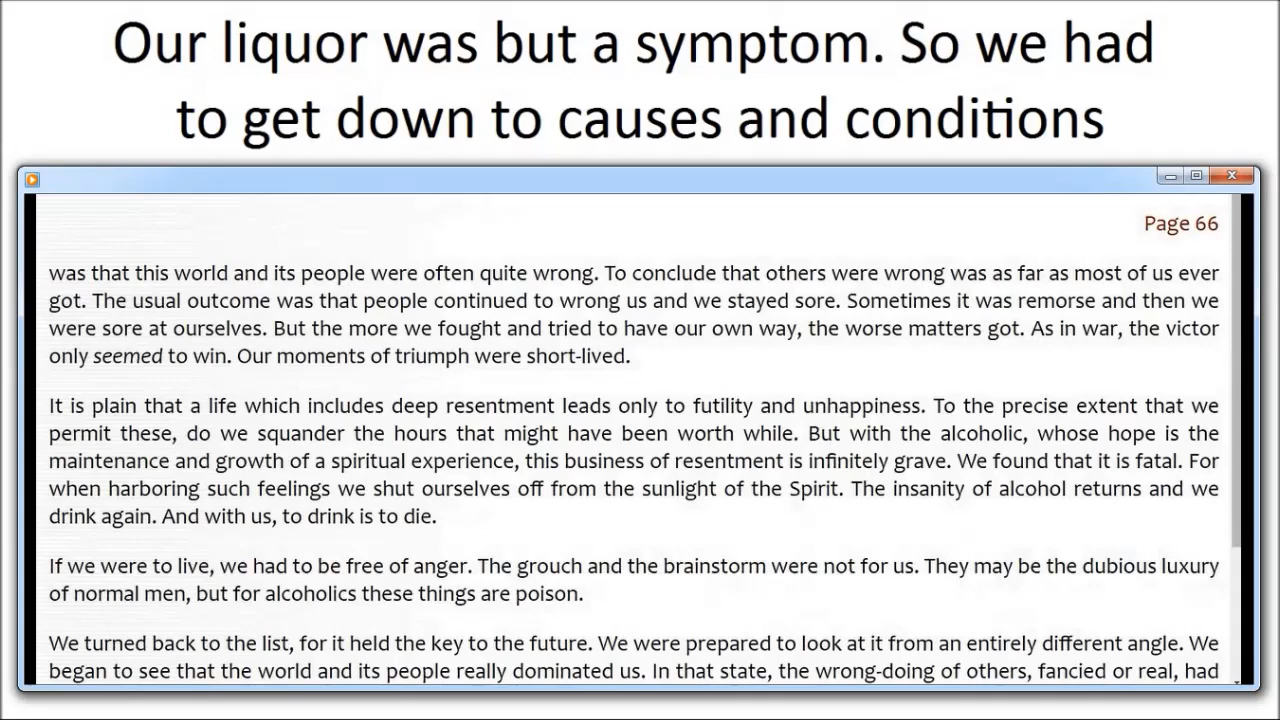 Our liquor was but a symptom. So we had
to get down to causes and conditions
Page 66
was that this world and its people were often quite wrong. To conclude that others were wrong was as far as most of us ever
got. The usual outcome was that people continued to wrong us and we stayed sore. Sometimes it was remorse and then we
were sore at ourselves. But the more we fought and tried to have our own way, the worse matters got. As in war, the victor
only seemed to win. Our moments of triumph were short-lived.
It is plain that a life which includes deep resentment leads only to futility and unhappiness. To the precise extent that we
permit these, do we squander the hours that might have been worth while. But with the alcoholic, whose hope is the
maintenance and growth of a spiritual experience, this business of resentment is infinitely grave. We found that it is fatal. For
when harboring such feelings we shut ourselves off from the sunlight of the Spirit. The insanity of alcohol returns and we
drink again. And with us, to drink is to die.
If we were to live, we had to be free of anger. The grouch and the brainstorm were not for us. They may be the dubious luxury
of normal men, but for alcoholics these things are poison.
We turned back to the list, for it held the key to the future. We were prepared to look at it from an entirely different angle. We
began to see that the world and its people really dominated us. In that state, the wrong-doing of others, fancied or real, had